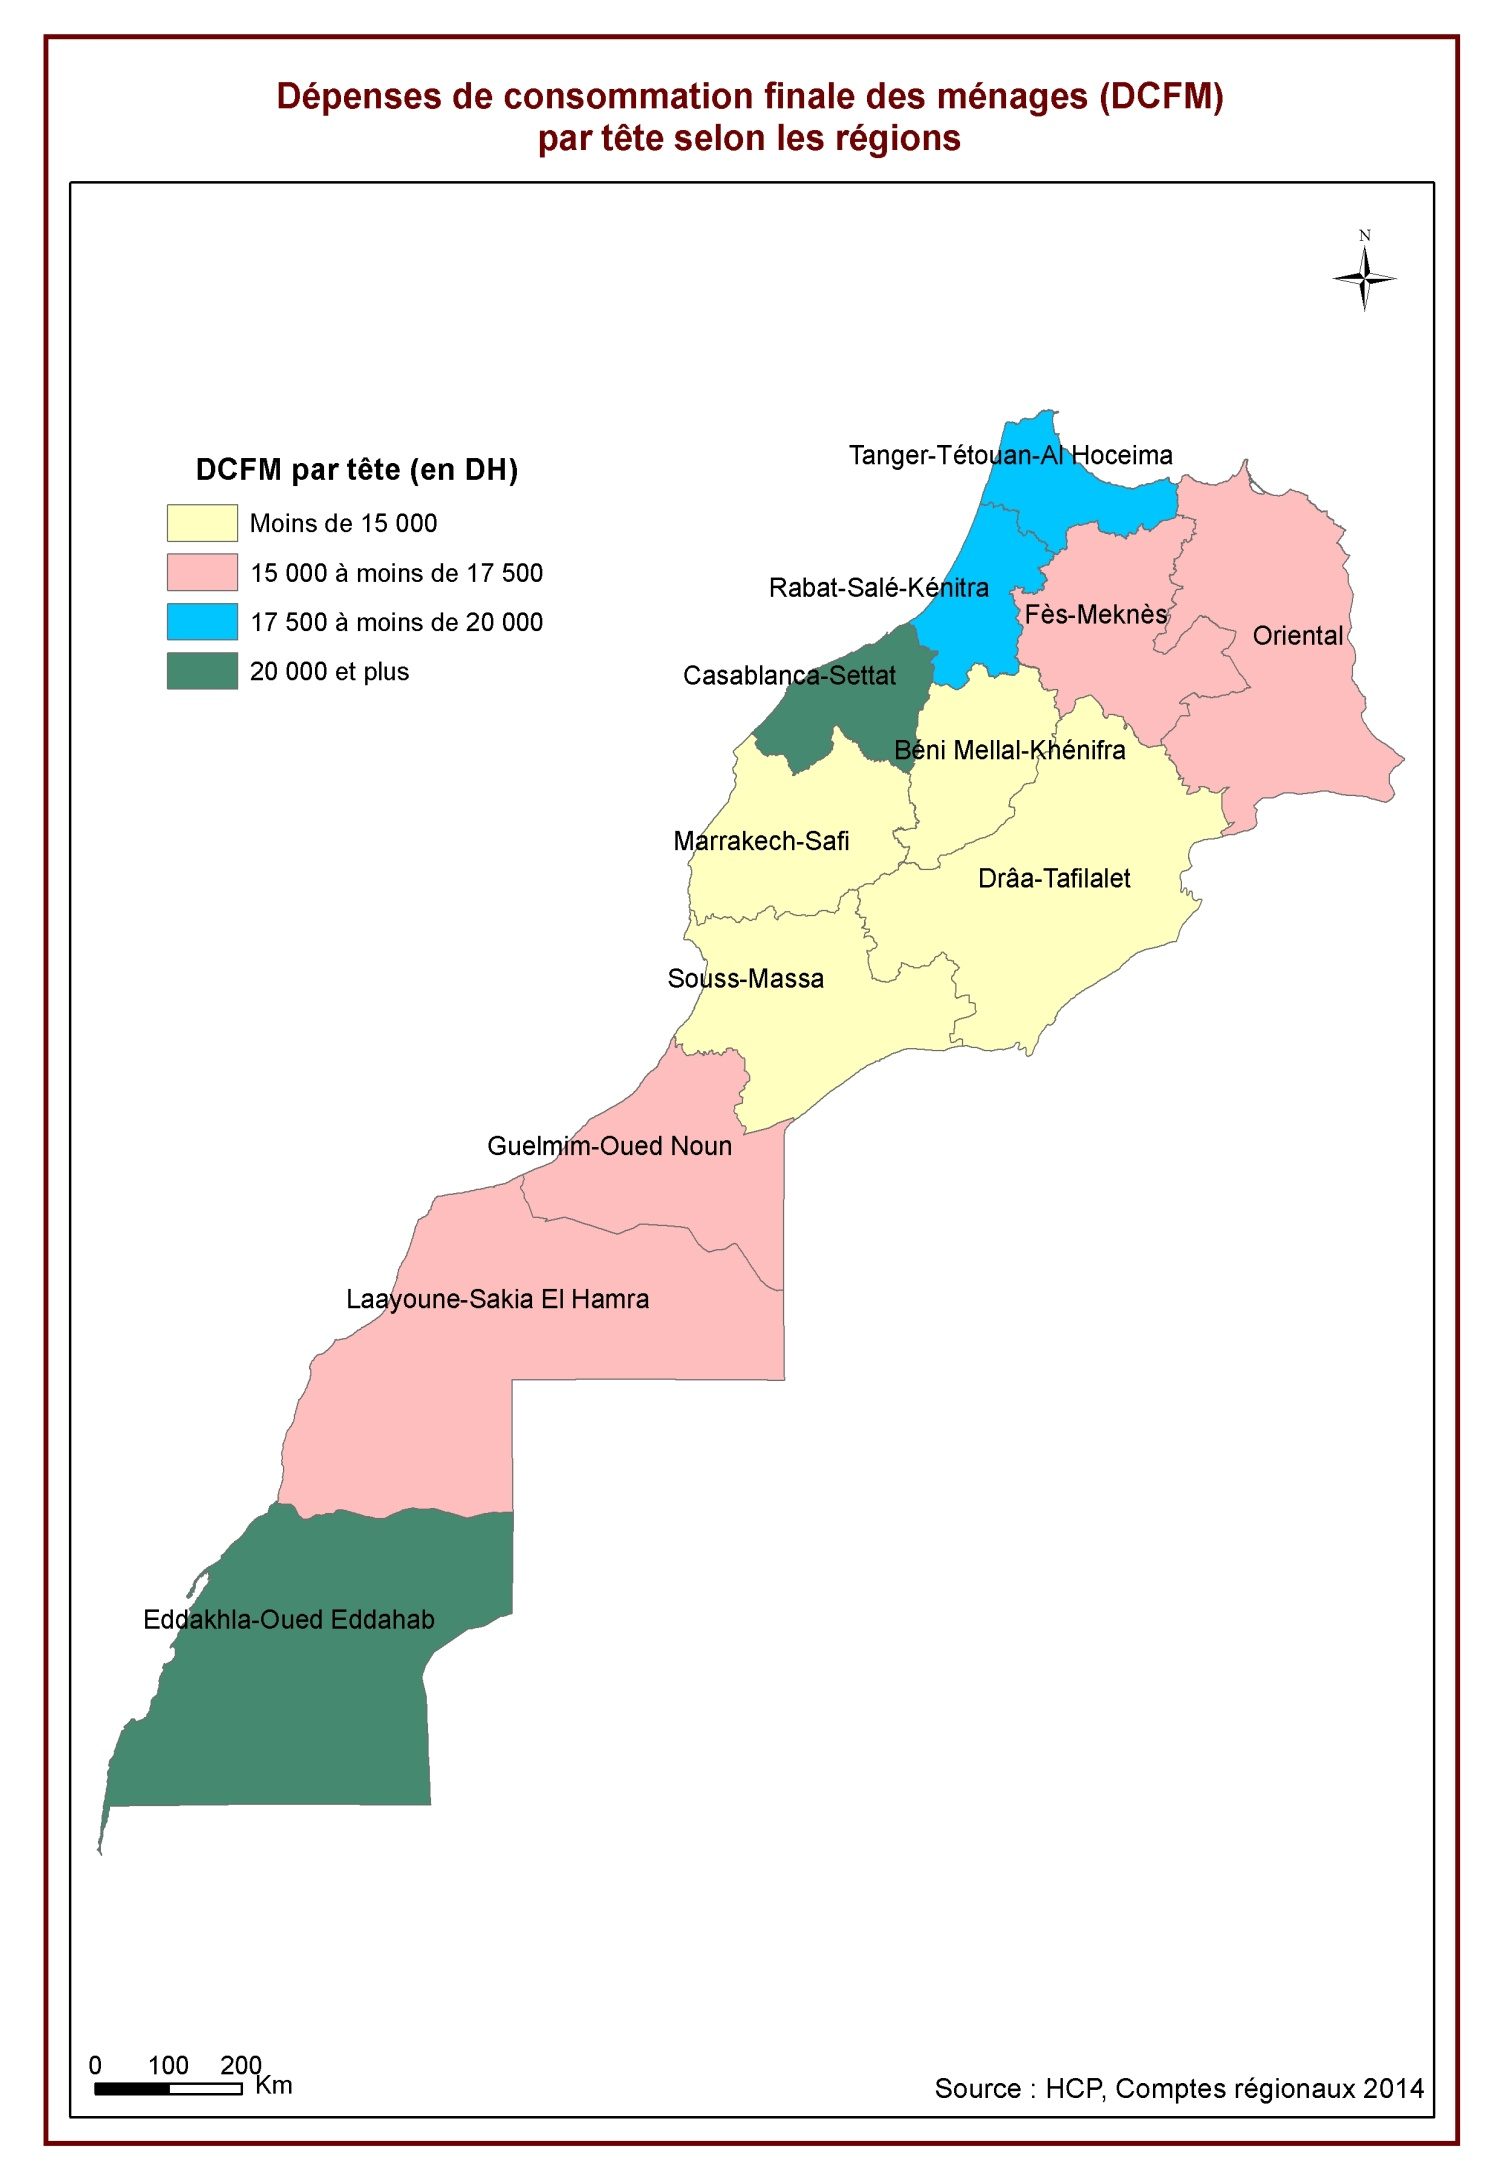 Dépenses de consommation finale des ménages (DCFM)
par tête selon les régions
N
DCFM par tête (en DH)
Moins de 15 000
15 000 à moins de 17 500
17 500 à moins de 20 000
20 000 et plus
Tanger-Tétouan-Al Hoceima
Rabat-Salé-Kénitra
Fès-Meknès
Oriental
Casablanca-Settat
Béni Mellal-Khénifra
Marrakech-Safi
Drâa-Tafilalet
Souss-Massa
Guelmim-Oued Noun
Laayoune-Sakia El Hamra
Eddakhla-Oued Eddahab
0 100 200
Km
Source : HCP, Comptes régionaux 2014